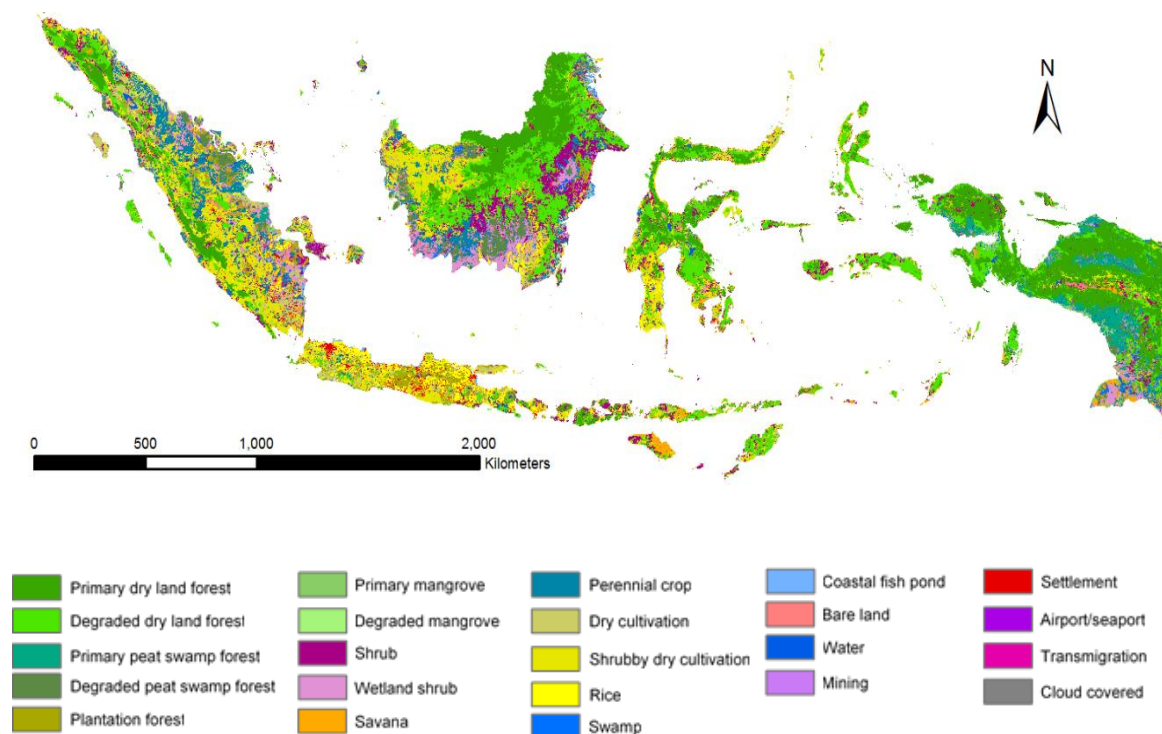 N
0 500 1,000 2,000
Kilometers
Primary dry land forest
Degraded dry land forest
Primary peat swamp forest
Degraded peat swamp forest
Plantation forest
Primary mangrove
Degraded mangrove
Shrub
Wetland shrub
Savana
Perennial crop
Dry cultivation
Shrubby dry cultivation
Rice
Swamp
Coastal fish pond
Bare land
Water
Mining
Settlement
Airport/seaport
Transmigration
Cloud covered